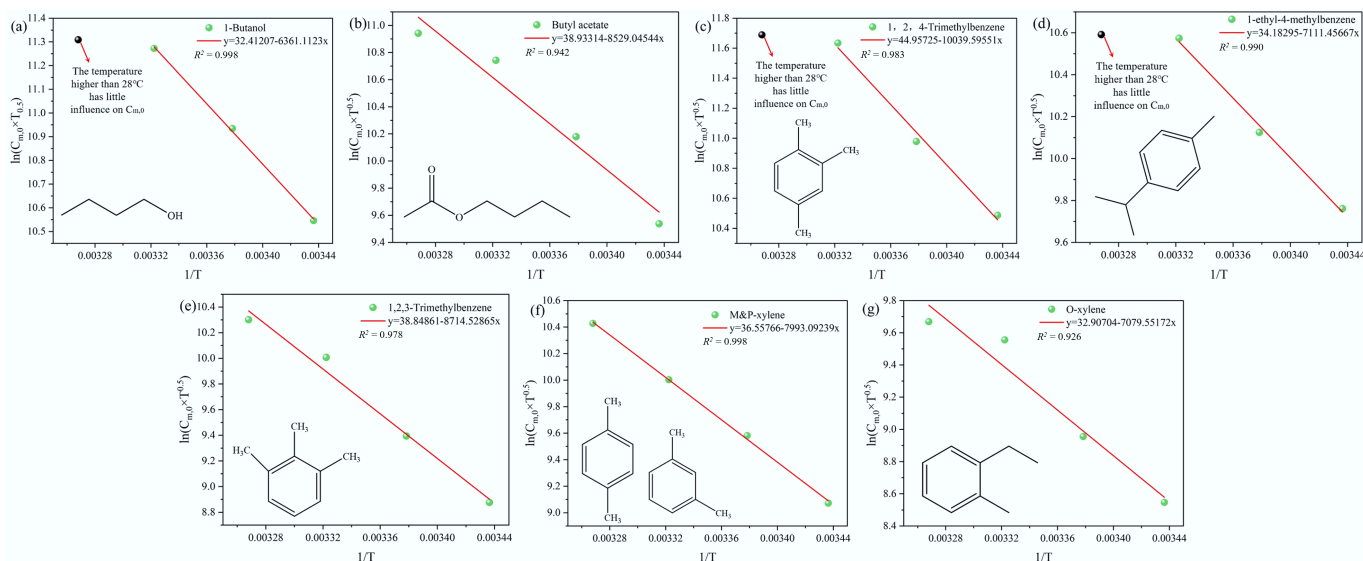 (a)
1-Butanol
y=32.41207-6361.1123x
R² = 0.998
The temperature
higher than 28℃
has little
influence on Cm,0
OH
ln(Cm,0×T0.5)
11.4
11.3
11.2
11.1
11.0
10.9
10.8
10.7
10.6
10.5
0.00328
0.00332
0.00336
0.00340
0.00344
1/T
(b)
Butyl acetate
y=38.93314-8529.04544x
R² = 0.942
O
O
ln(Cm,0×T0.5)
11.0
10.8
10.6
10.4
10.2
10.0
9.8
9.6
9.4
0.00328
0.00332
0.00336
0.00340
0.00344
1/T
(c)
1，2，4-Trimethylbenzene
y=44.95725-10039.59551x
R² = 0.983
The temperature
higher than 28℃
has little
influence on Cm,0
CH3
CH3
CH3
ln(Cm,0×T0.5)
11.8
11.6
11.4
11.2
11.0
10.8
10.6
10.4
0.00328
0.00332
0.00336
0.00340
0.00344
1/T
(d)
1-ethyl-4-methylbenzene
y=34.18295-7111.45667x
R² = 0.990
The temperature
higher than 28℃
has little
influence on Cm,0
ln(Cm,0×T0.5)
10.6
10.4
10.2
10.0
9.8
9.6
0.00328
0.00332
0.00336
0.00340
0.00344
1/T
(e)
1,2,3-Trimethylbenzene
y=38.84861-8714.52865x
R² = 0.978
CH3
H3C
CH3
ln(Cm,0×T0.5)
10.4
10.2
10.0
9.8
9.6
9.4
9.2
9.0
8.8
0.00328
0.00332
0.00336
0.00340
0.00344
1/T
(f)
M&P-xylene
y=36.55766-7993.09239x
R² = 0.998
CH3
CH3
CH3
CH3
ln(Cm,0×T0.5)
10.6
10.4
10.2
10.0
9.8
9.6
9.4
9.2
9.0
0.00328
0.00332
0.00336
0.00340
0.00344
1/T
(g)
O-xylene
y=32.90704-7079.55172x
R² = 0.926
ln(Cm,0×T0.5)
9.8
9.6
9.4
9.2
9.0
8.8
8.6
8.4
0.00328
0.00332
0.00336
0.00340
0.00344
1/T